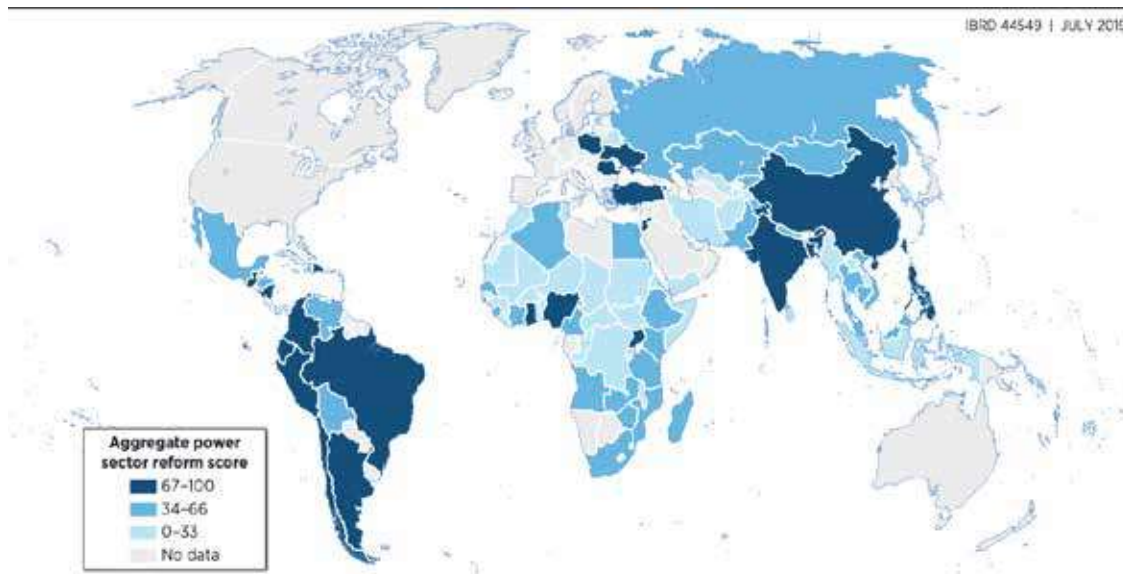 IBRD 44549 | JULY 2019
Aggregate power
sector reform score
67–100
34–66
0–33
No data